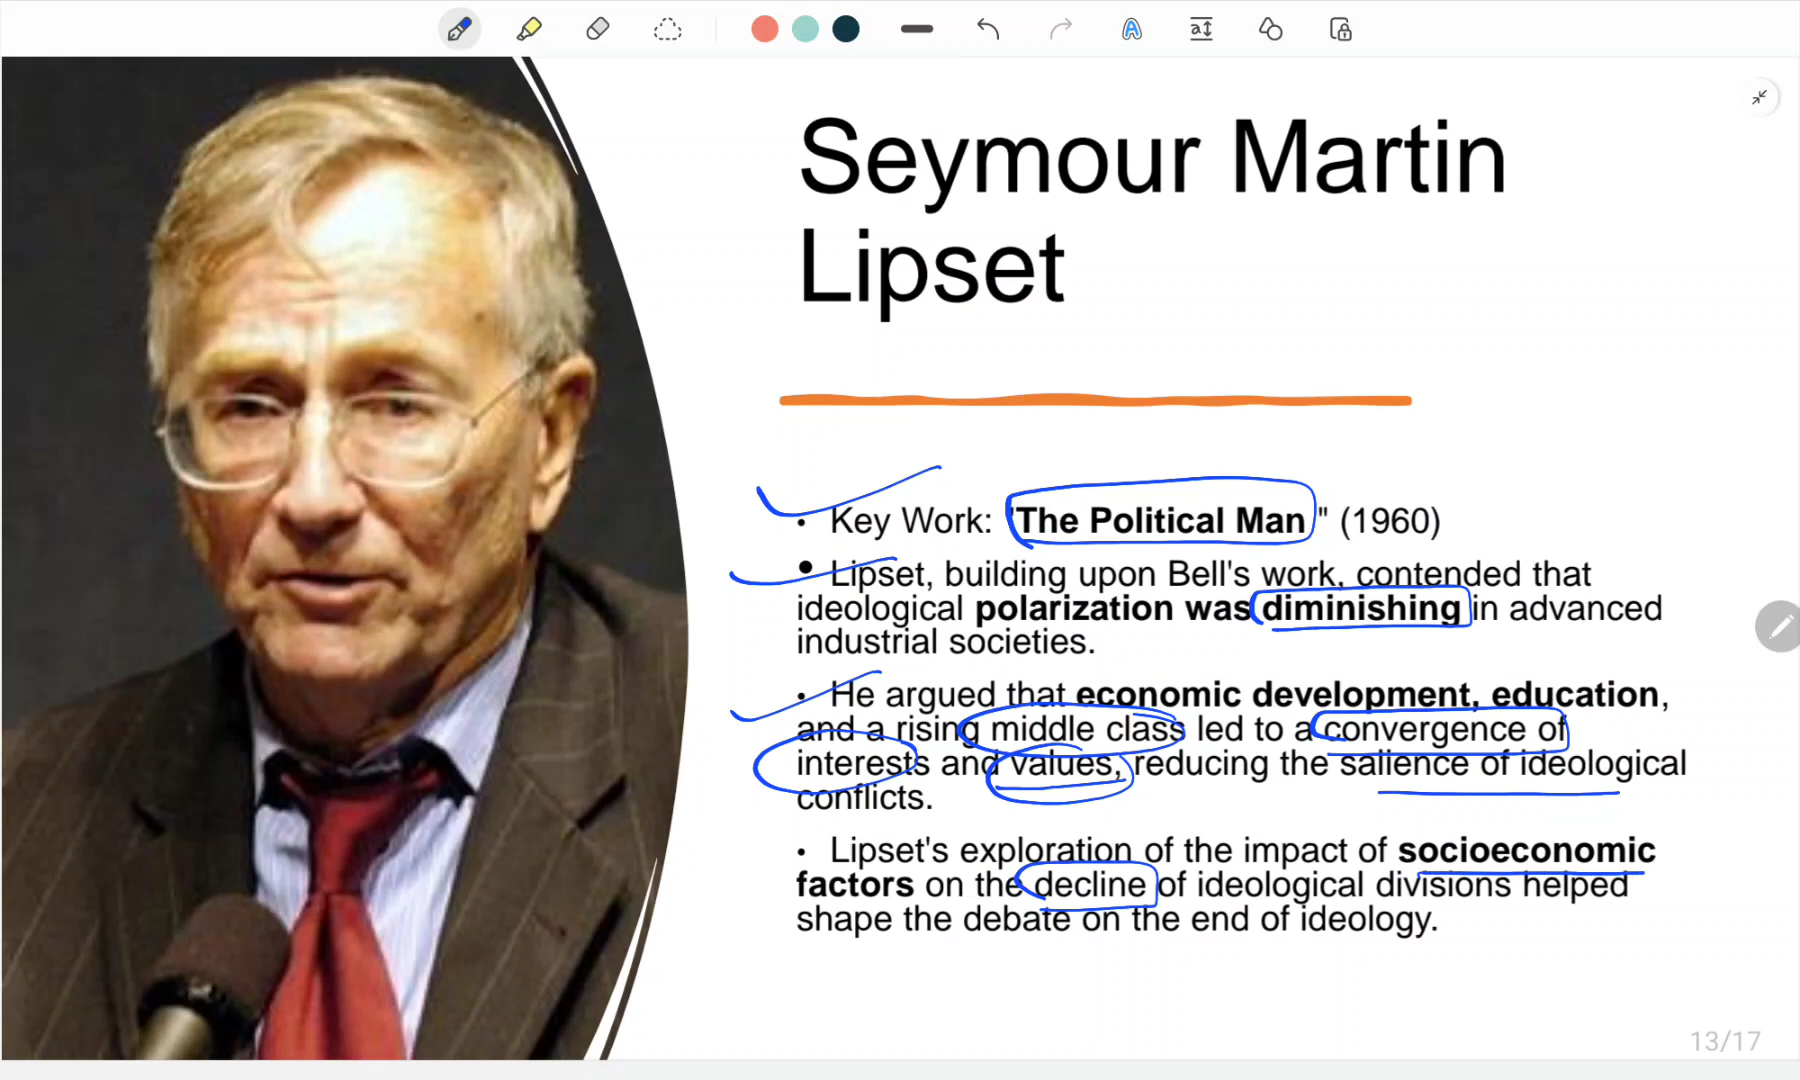 Seymour Martin
Lipset
• Key Work: "The Political Man " (1960)
• Lipset, building upon Bell's work, contended that
ideological polarization was diminishing in advanced
industrial societies.
• He argued that economic development, education,
and a rising middle class led to a convergence of
interests and values, reducing the salience of ideological
conflicts.
• Lipset's exploration of the impact of socioeconomic
factors on the decline of ideological divisions helped
shape the debate on the end of ideology.
13/17